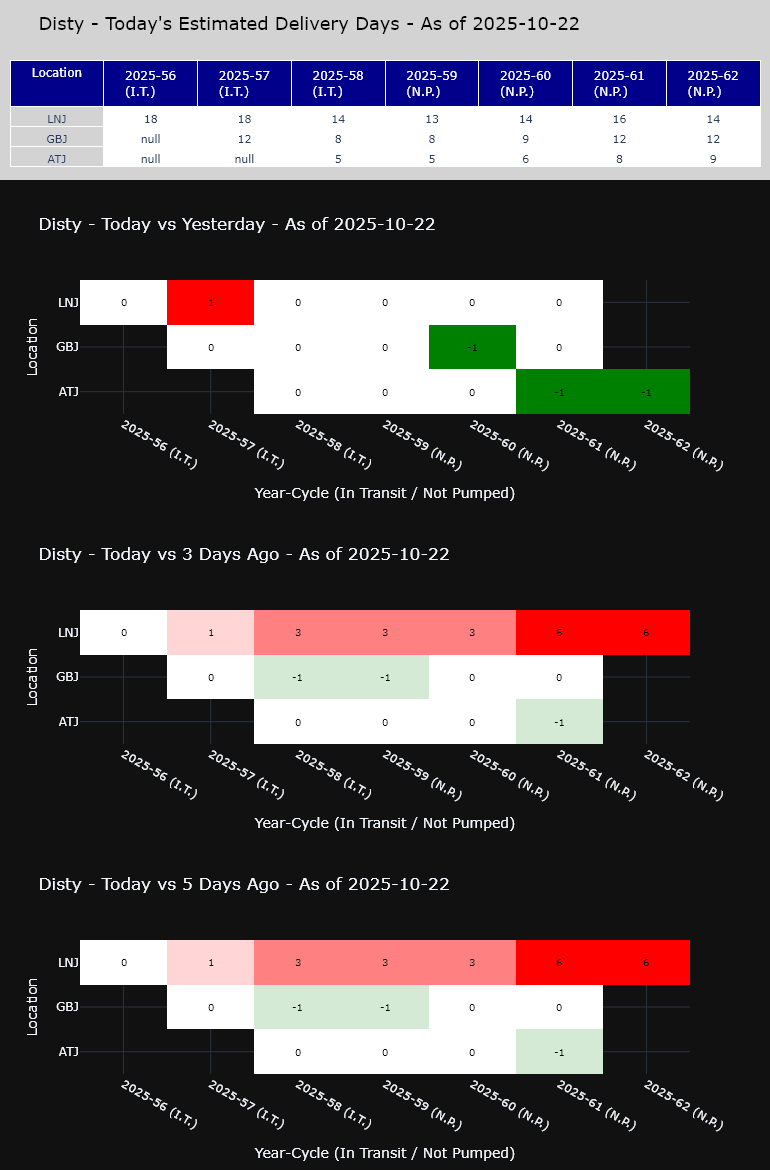 Disty - Today's Estimated Delivery Days - As of 2025-10-22
Location 2025-56 (I.T.) 2025-57 (I.T.) 2025-58 (I.T.) 2025-59 (N.P.) 2025-60 (N.P.) 2025-61 (N.P.) 2025-62 (N.P.)
LNJ 18 18 14 13 14 16 14
GBJ null 12 8 8 9 12 12
ATJ null null 5 5 6 8 9
Disty - Today vs Yesterday - As of 2025-10-22
Location
LNJ 0 1 0 0 0 0
GBJ 0 0 0 -1 0
ATJ 0 0 0 -1 -1
2025-56 (I.T.) 2025-57 (I.T.) 2025-58 (I.T.) 2025-59 (N.P.) 2025-60 (N.P.) 2025-61 (N.P.) 2025-62 (N.P.)
Year-Cycle (In Transit / Not Pumped)
Disty - Today vs 3 Days Ago - As of 2025-10-22
Location
LNJ 0 1 3 3 3 6 6
GBJ 0 -1 -1 0 0
ATJ 0 0 0 -1
2025-56 (I.T.) 2025-57 (I.T.) 2025-58 (I.T.) 2025-59 (N.P.) 2025-60 (N.P.) 2025-61 (N.P.) 2025-62 (N.P.)
Year-Cycle (In Transit / Not Pumped)
Disty - Today vs 5 Days Ago - As of 2025-10-22
Location
LNJ 0 1 3 3 3 6 6
GBJ 0 -1 -1 0 0
ATJ 0 0 0 -1
2025-56 (I.T.) 2025-57 (I.T.) 2025-58 (I.T.) 2025-59 (N.P.) 2025-60 (N.P.) 2025-61 (N.P.) 2025-62 (N.P.)
Year-Cycle (In Transit / Not Pumped)